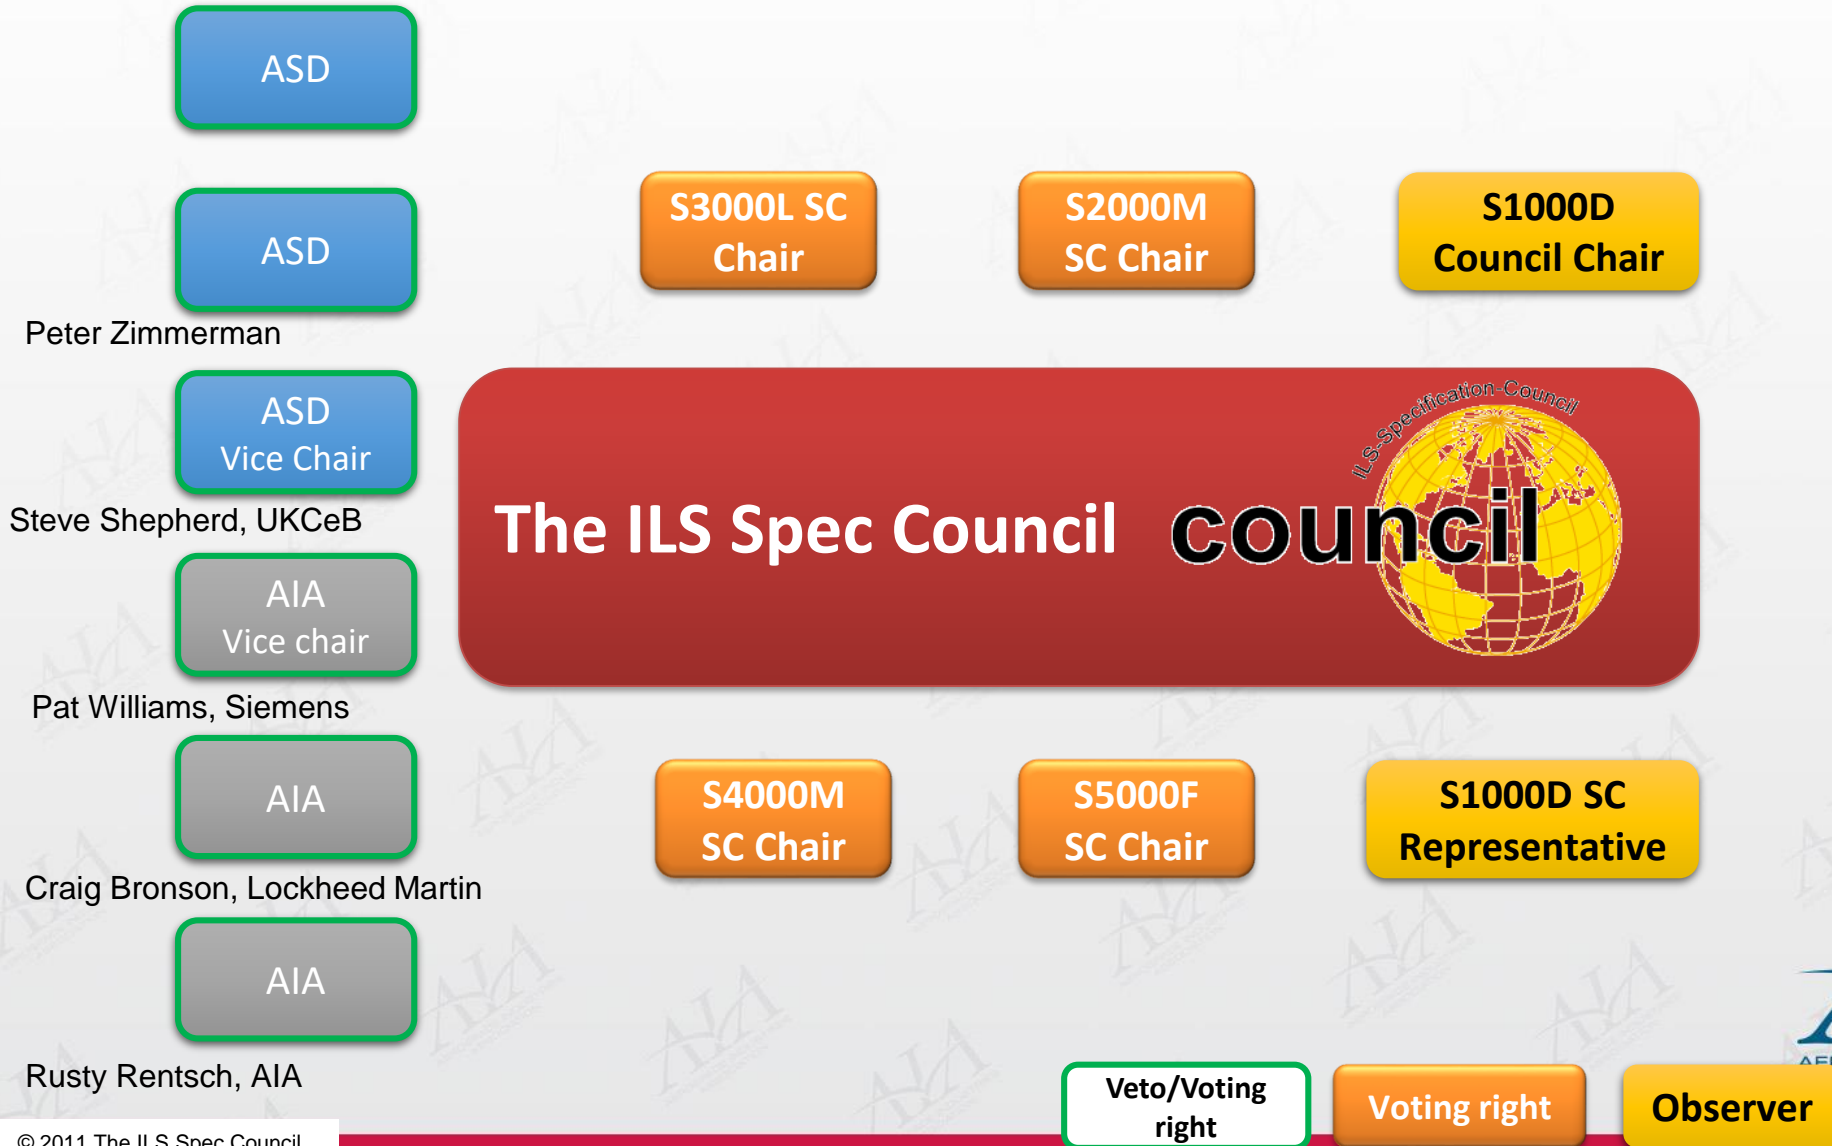 ASD
ASD
Peter Zimmerman
ASD
Vice Chair
Steve Shepherd, UKCeB
AIA
Vice chair
Pat Williams, Siemens
AIA
Craig Bronson, Lockheed Martin
AIA
Rusty Rentsch, AIA
S3000L SC
Chair
S2000M
SC Chair
S1000D
Council Chair
The ILS Spec Council
ILS-Specification-Council
council
S4000M
SC Chair
S5000F
SC Chair
S1000D SC
Representative
Veto/Voting
right
Voting right
Observer
© 2011 The ILS Spec Council